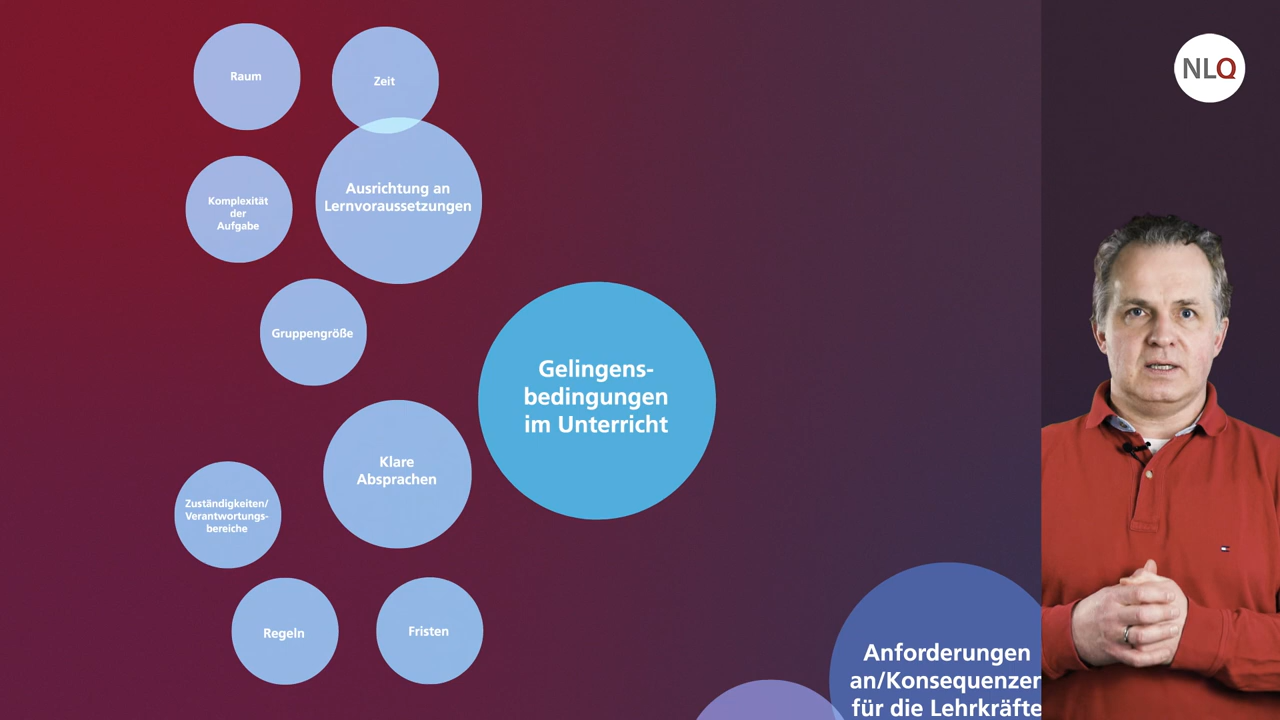 Raum
Zeit
Ausrichtung an
Lernvoraussetzungen
Komplexität
der
Aufgabe
Gruppengröße
Gelingens-
bedingungen
im Unterricht
Klare
Absprachen
Zuständigkeiten/
Verantwortungs-
bereiche
Regeln
Fristen
Anforderungen
an/Konsequenzen
für die Lehrkräfte
NLQ